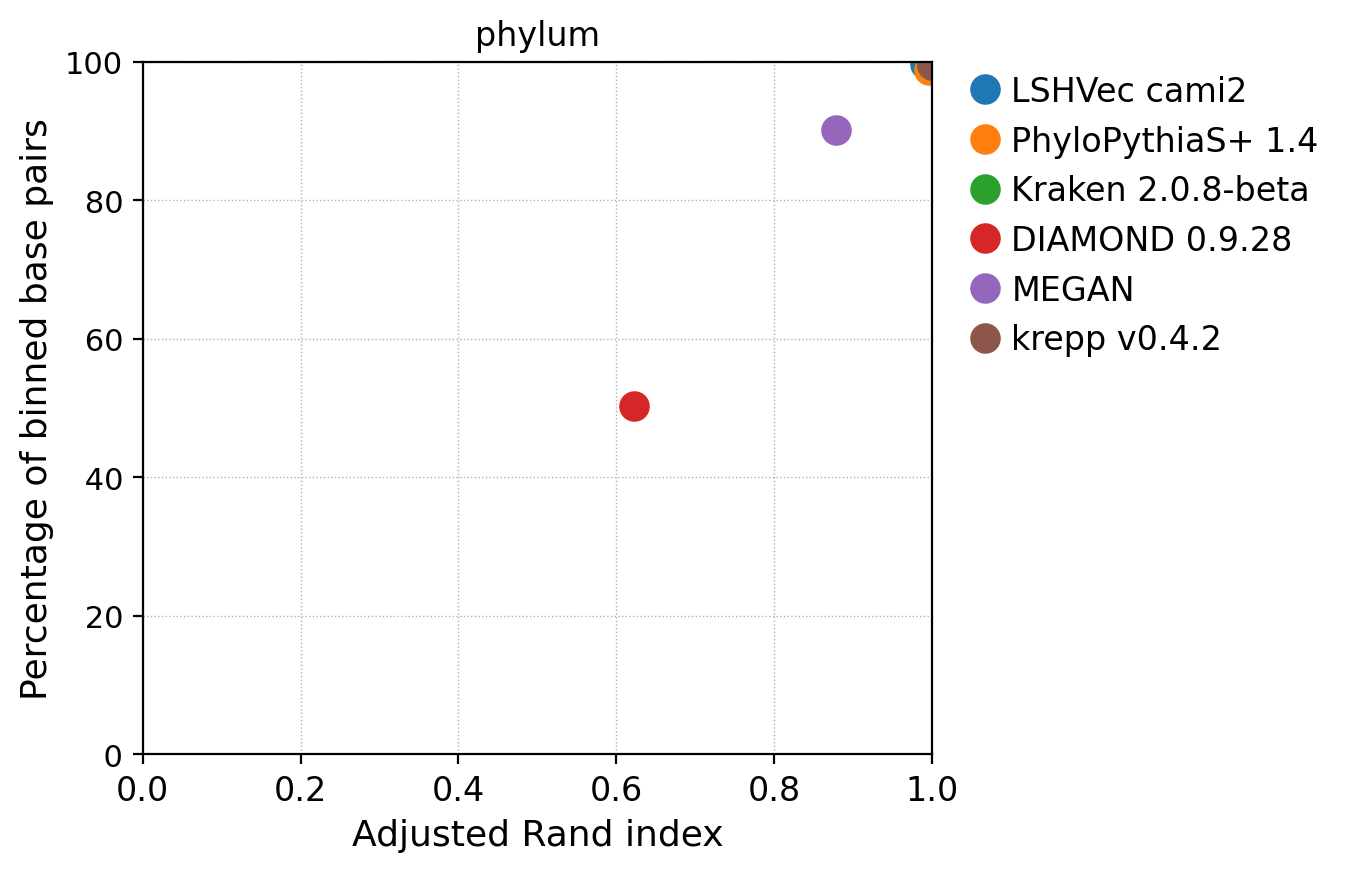 phylum
Percentage of binned base pairs
100
80
60
40
20
0
0.0 0.2 0.4 0.6 0.8 1.0
Adjusted Rand index
LSHVec cami2
PhyloPythiaS+ 1.4
Kraken 2.0.8-beta
DIAMOND 0.9.28
MEGAN
krepp v0.4.2